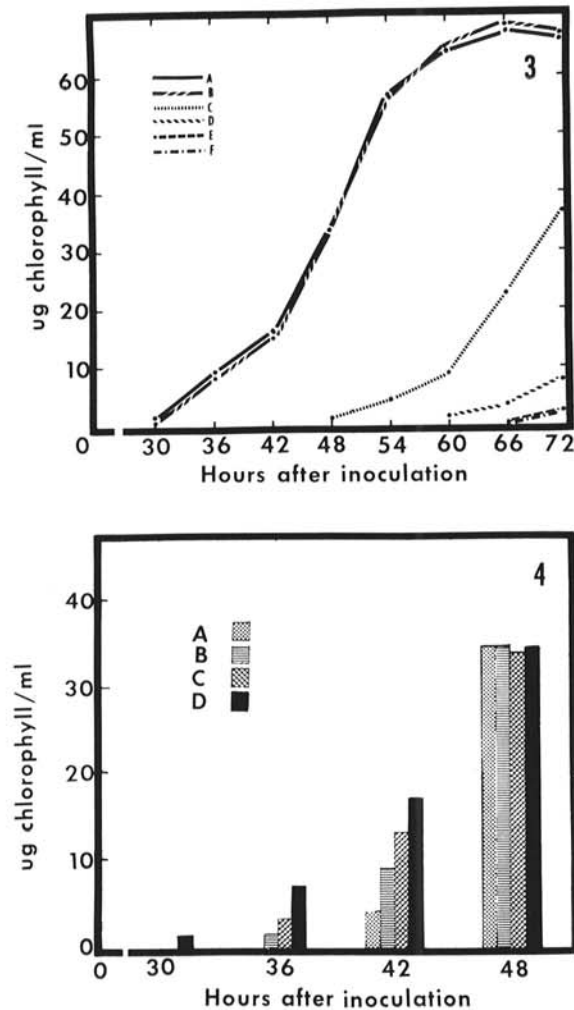 3
60
50
40
30
20
10
0
A
B
C
D
E
F
ug chlorophyll/ml
30 36 42 48 54 60 66 72
Hours after inoculation
4
40
30
20
10
0
A
B
C
D
ug chlorophyll/ml
0 30 36 42 48
Hours after inoculation